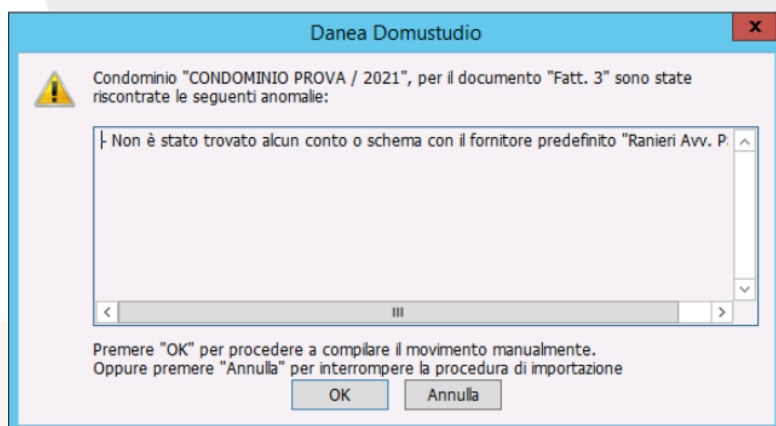 Danea Domustudio
x
Condominio "CONDOMINIO PROVA / 2021", per il documento "Fatt. 3" sono state
riscontrate le seguenti anomalie:
- Non è stato trovato alcun conto o schema con il fornitore predefinito "Ranieri Avv.
Premere "OK" per procedere a compilare il movimento manualmente.
Oppure premere "Annulla" per interrompere la procedura di importazione
OK
Annulla